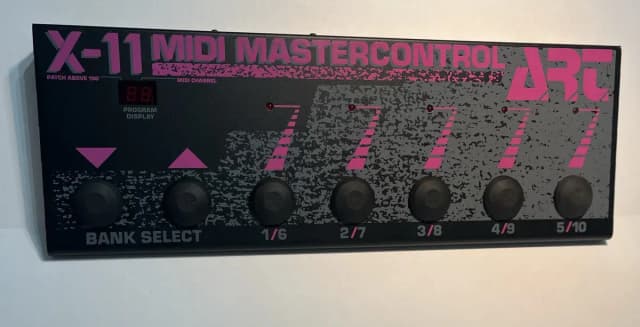 X-11 MIDI MASTERCONTROL
ART
PATCH ABOVE 100
MIDI CHANNEL
PROGRAM
DISPLAY
BANK SELECT
1/6
2/7
3/8
4/9
5/10